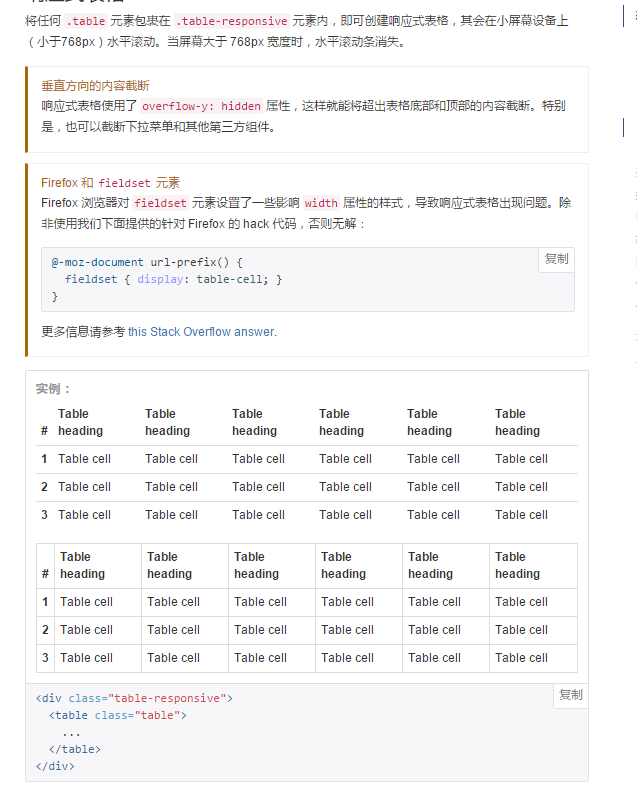 将任何 .table 元素包裹在 .table-responsive 元素内，即可创建响应式表格，其会在小屏幕设备上
（小于768px）水平滚动。当屏幕大于 768px 宽度时，水平滚动条消失。
垂直方向的内容截断
响应式表格使用了 overflow-y: hidden 属性，这样就能将超出表格底部和顶部的内容截断。特别
是，也可以截断下拉菜单和其他第三方组件。
Firefox 和 fieldset 元素
Firefox 浏览器对 fieldset 元素设置了一些影响 width 属性的样式，导致响应式表格出现问题。除
非使用我们下面提供的针对 Firefox 的 hack 代码，否则无解：
复制
@-moz-document url-prefix() {
fieldset { display: table-cell; }
}
更多信息请参考 this Stack Overflow answer.
实例：
# Table heading Table heading Table heading Table heading Table heading Table heading
1 Table cell Table cell Table cell Table cell Table cell Table cell
2 Table cell Table cell Table cell Table cell Table cell Table cell
3 Table cell Table cell Table cell Table cell Table cell Table cell
# Table heading Table heading Table heading Table heading Table heading Table heading
1 Table cell Table cell Table cell Table cell Table cell Table cell
2 Table cell Table cell Table cell Table cell Table cell Table cell
3 Table cell Table cell Table cell Table cell Table cell Table cell
复制
<div class="table-responsive">
<table class="table">
...
</table>
</div>